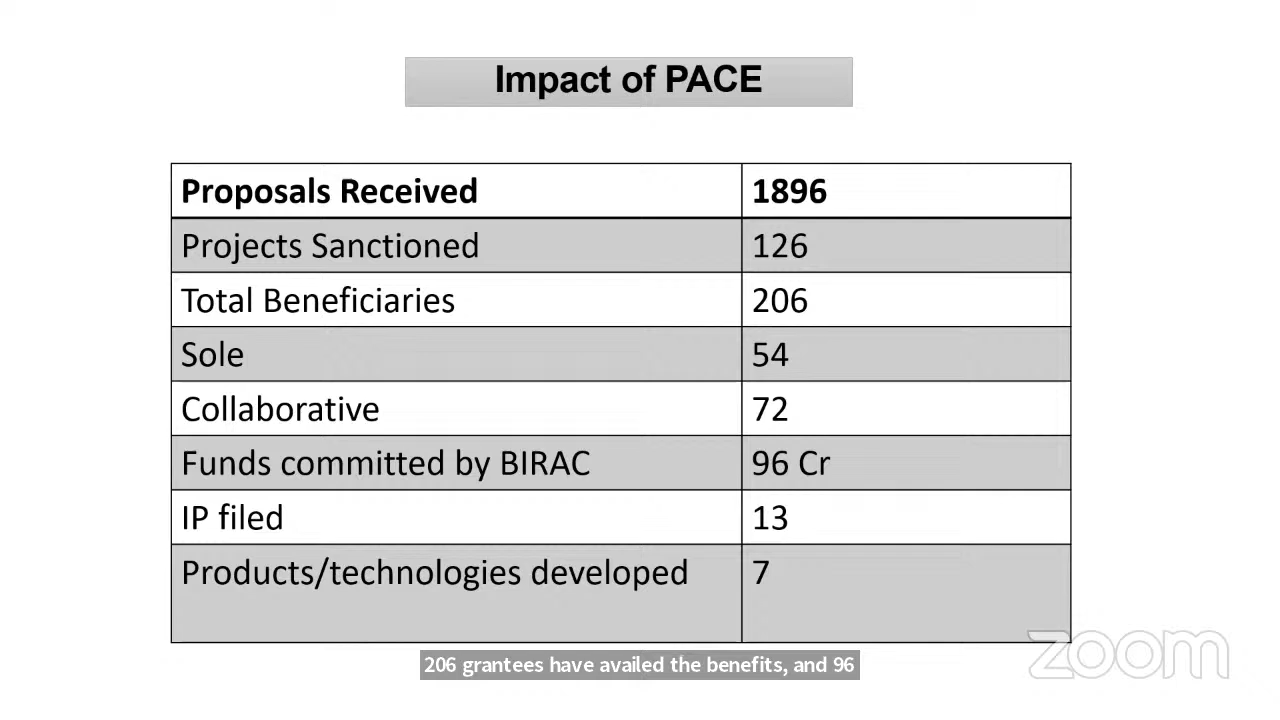 Impact of PACE
Proposals Received 1896
Projects Sanctioned 126
Total Beneficiaries 206
Sole 54
Collaborative 72
Funds committed by BIRAC 96 Cr
IP filed 13
Products/technologies developed 7
zoom
206 grantees have availed the benefits, and 96